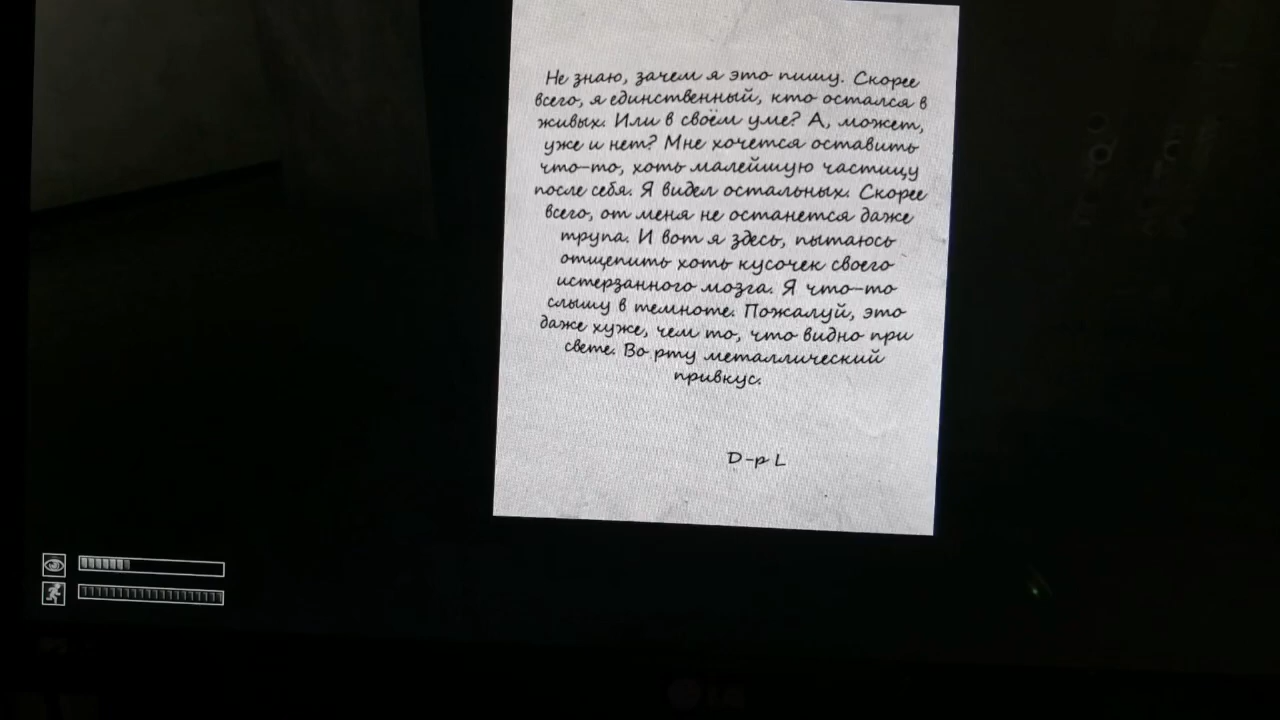 Не знаю, зачем я это пишу. Скорее
всего, я единственный, кто остался в
живых. Или в своём уме? А, может,
уже и нет? Мне хочется оставить
что-то, хоть малейшую частицу
после себя. Я видел остальных. Скорее
всего, от меня не останется даже
трупа. И вот я здесь, пытаюсь
отщепить хоть кусочек своего
истерзанного мозга. Я что-то
слышу в темноте. Пожалуй, это
даже хуже, чем то, что видно при
свете. Во рту металлический
привкус.
D-р L
LG